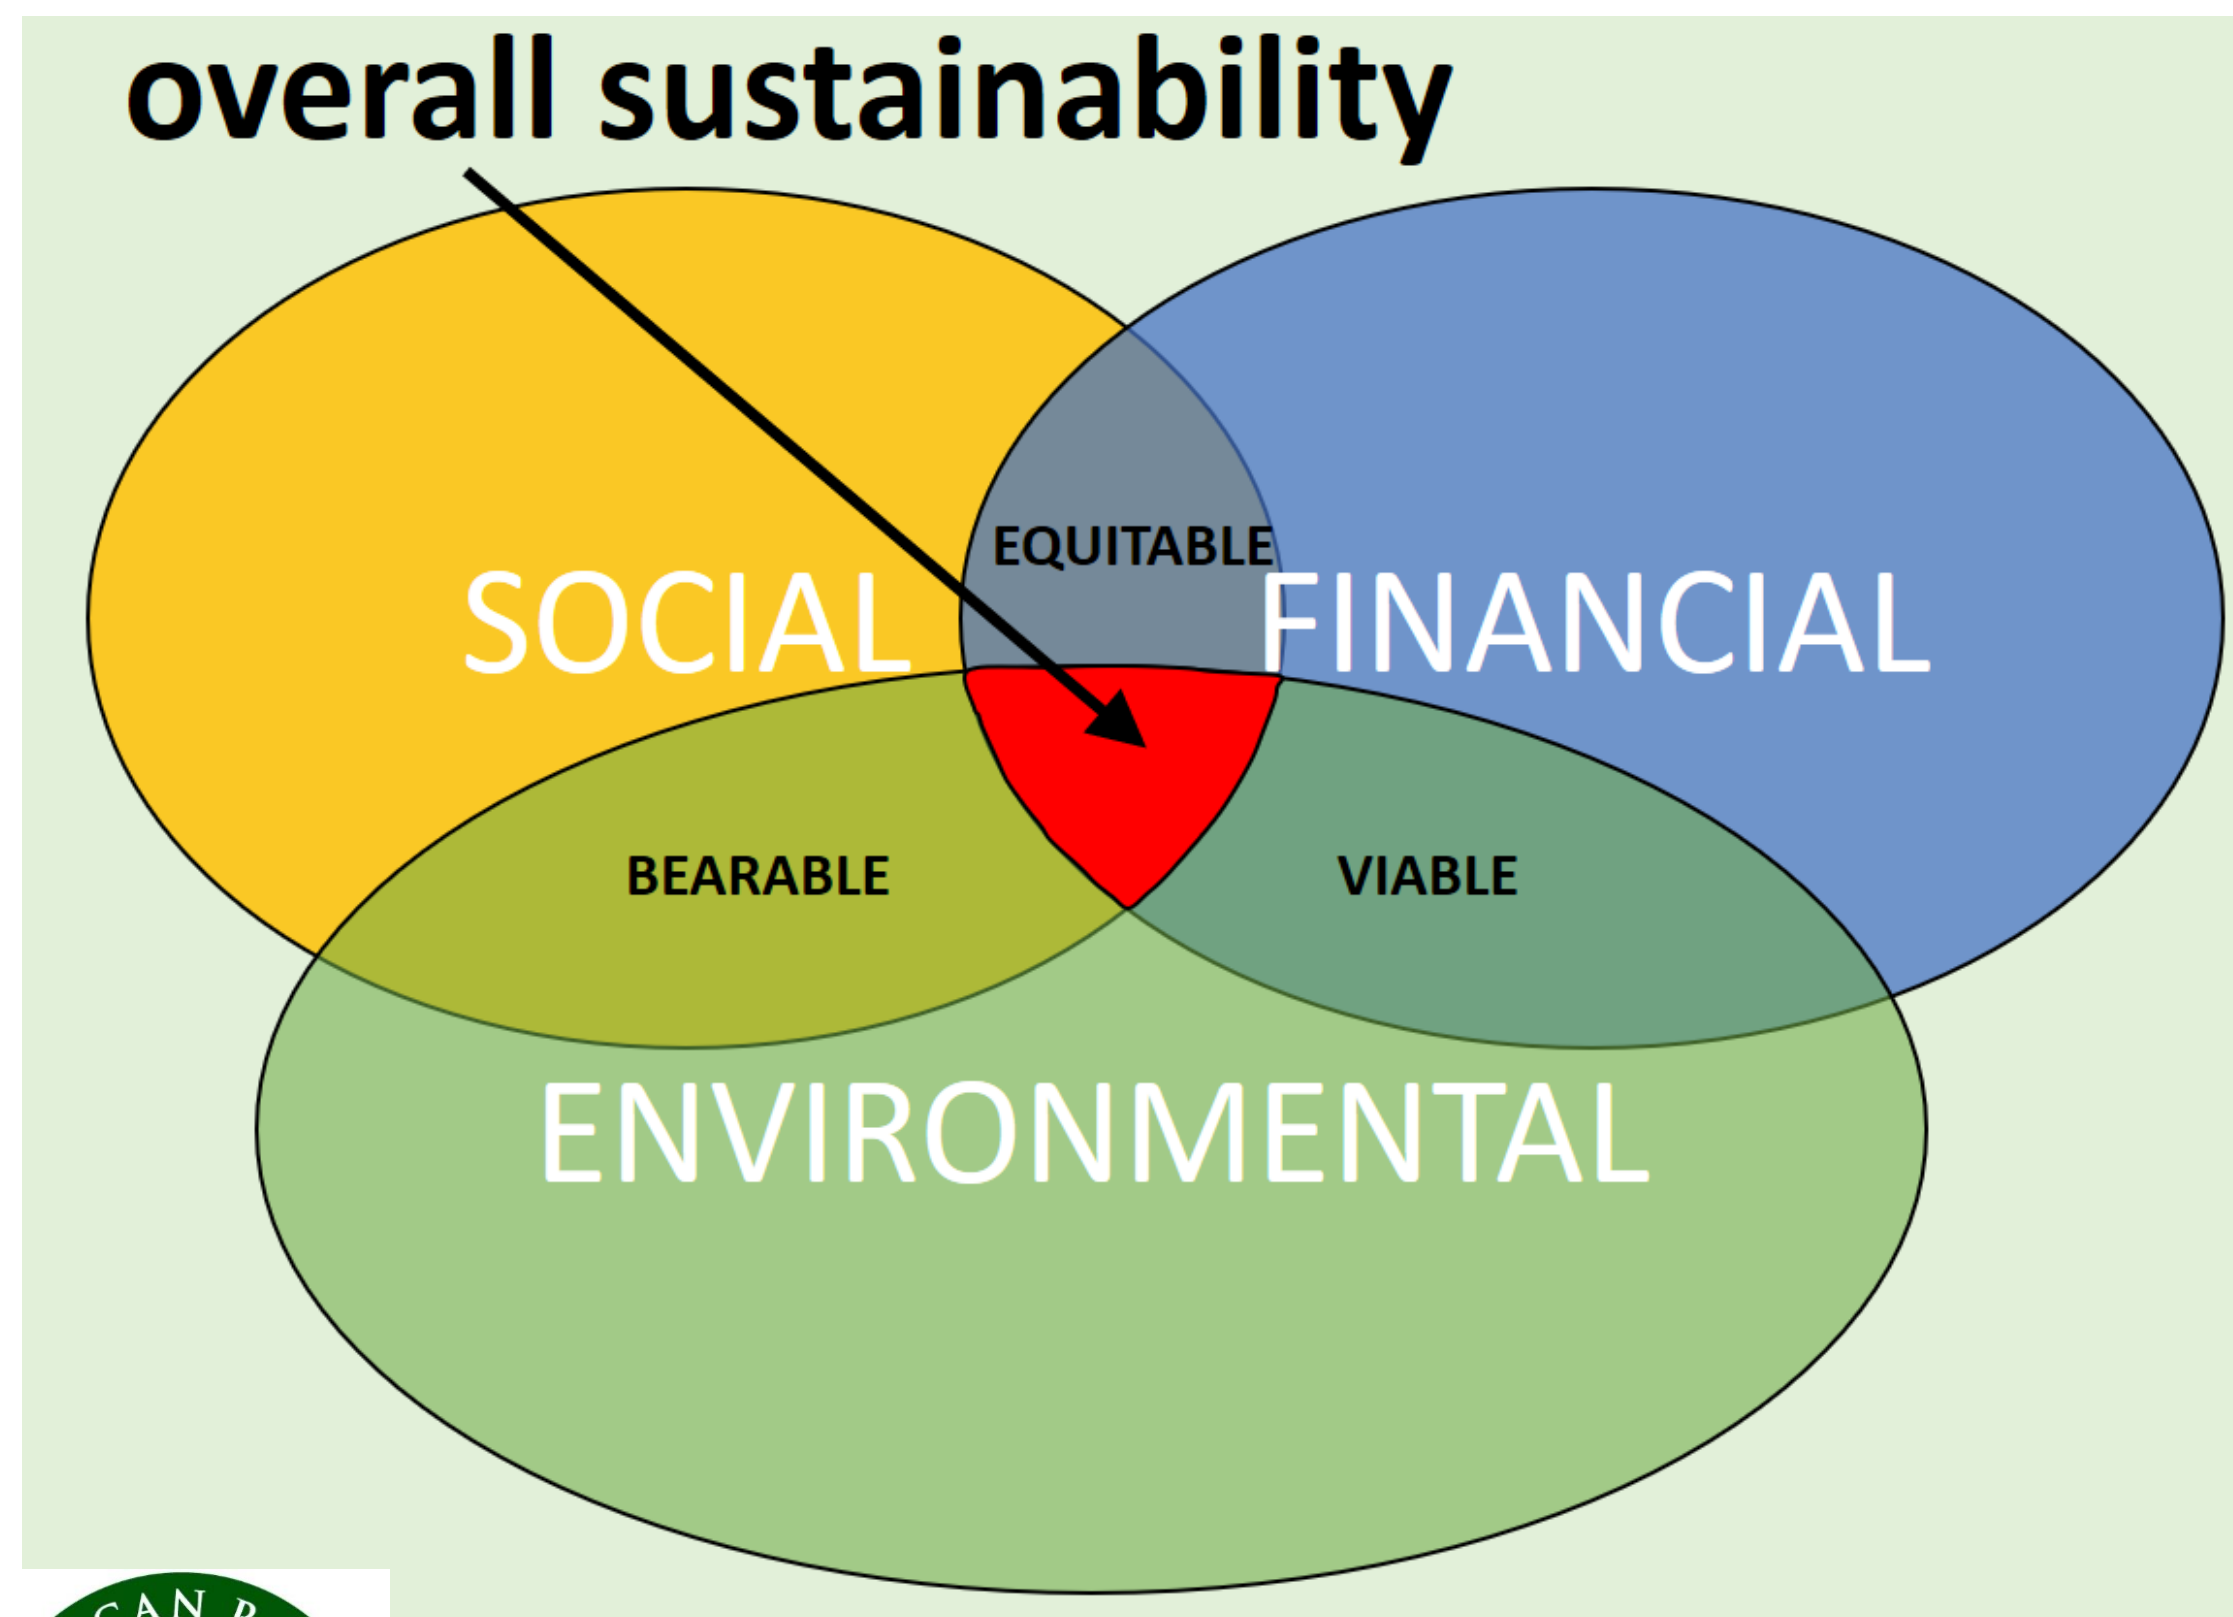 overall sustainability
EQUITABLE
SOCIAL
FINANCIAL
BEARABLE
VIABLE
ENVIRONMENTAL